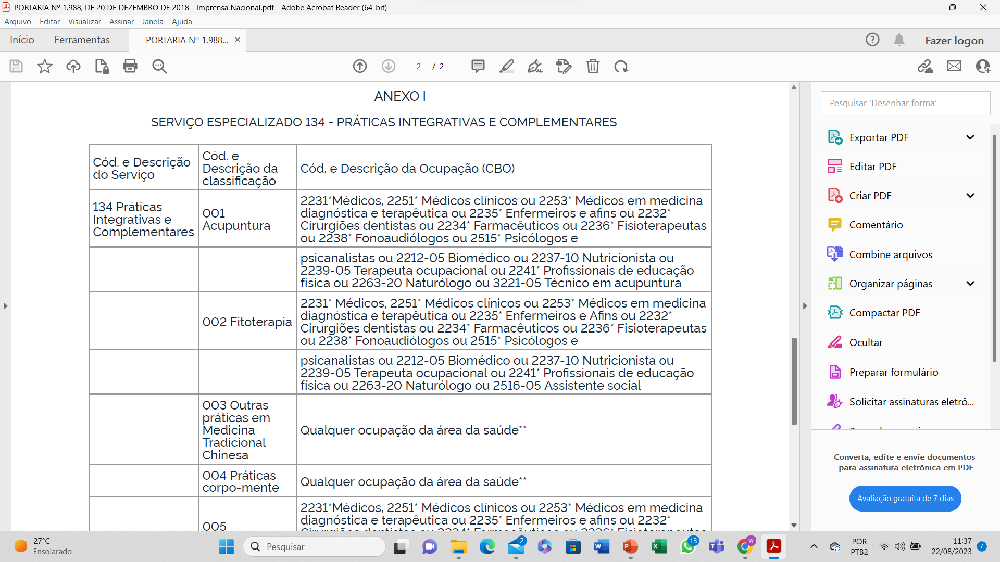 PORTARIA Nº 1.988, DE 20 DE DEZEMBRO DE 2018 - Imprensa Nacional.pdf - Adobe Acrobat Reader (64-bit)
Arquivo Editar Visualizar Assinar Janela Ajuda
Início Ferramentas PORTARIA Nº 1.988... × Fazer logon
2 / 2
ANEXO I
SERVIÇO ESPECIALIZADO 134 - PRÁTICAS INTEGRATIVAS E COMPLEMENTARES
Cód. e Descrição
do Serviço
Cód. e
Descrição da
classificação
Cód. e Descrição da Ocupação (CBO)
134 Práticas
Integrativas e
Complementares
001
Acupuntura
2231*Médicos, 2251* Médicos clínicos ou 2253* Médicos em medicina
diagnóstica e terapêutica ou 2235* Enfermeiros e afins ou 2232*
Cirurgiões dentistas ou 2234* Farmacêuticos ou 2236* Fisioterapeutas
ou 2238* Fonoaudiólogos ou 2515* Psicólogos e
psicanalistas ou 2212-05 Biomédico ou 2237-10 Nutricionista ou
2239-05 Terapeuta ocupacional ou 2241* Profissionais de educação
física ou 2263-20 Naturólogo ou 3221-05 Técnico em acupuntura
002 Fitoterapia
2231* Médicos, 2251* Médicos clínicos ou 2253* Médicos em medicina
diagnóstica e terapêutica ou 2235* Enfermeiros e Afins ou 2232*
Cirurgiões dentistas ou 2234* Farmacêuticos ou 2236* Fisioterapeutas
ou 2238* Fonoaudiólogos ou 2515* Psicólogos e
psicanalistas ou 2212-05 Biomédico ou 2237-10 Nutricionista ou
2239-05 Terapeuta ocupacional ou 2241* Profissionais de educação
física ou 2263-20 Naturólogo ou 2516-05 Assistente social
003 Outras
práticas em
Medicina
Tradicional
Chinesa
Qualquer ocupação da área da saúde**
004 Práticas
corpo-mente
Qualquer ocupação da área da saúde**
005
2231*Médicos, 2251* Médicos clínicos ou 2253* Médicos em medicina
diagnóstica e terapêutica ou 2235* Enfermeiros e afins ou 2232*
Cirurgiões dentistas ou 2234* Farmacêuticos ou 2236* Fisioterapeutas
Pesquisar 'Desenhar forma'
Exportar PDF
Editar PDF
Criar PDF
Comentário
Combine arquivos
Organizar páginas
Compactar PDF
Ocultar
Preparar formulário
Solicitar assinaturas eletrô...
Converta, edite e envie documentos
para assinatura eletrônica em PDF
Avaliação gratuita de 7 dias
27°C
Ensolarado
Pesquisar
2
13
W
POR
PTB2
11:37
22/08/2023
7